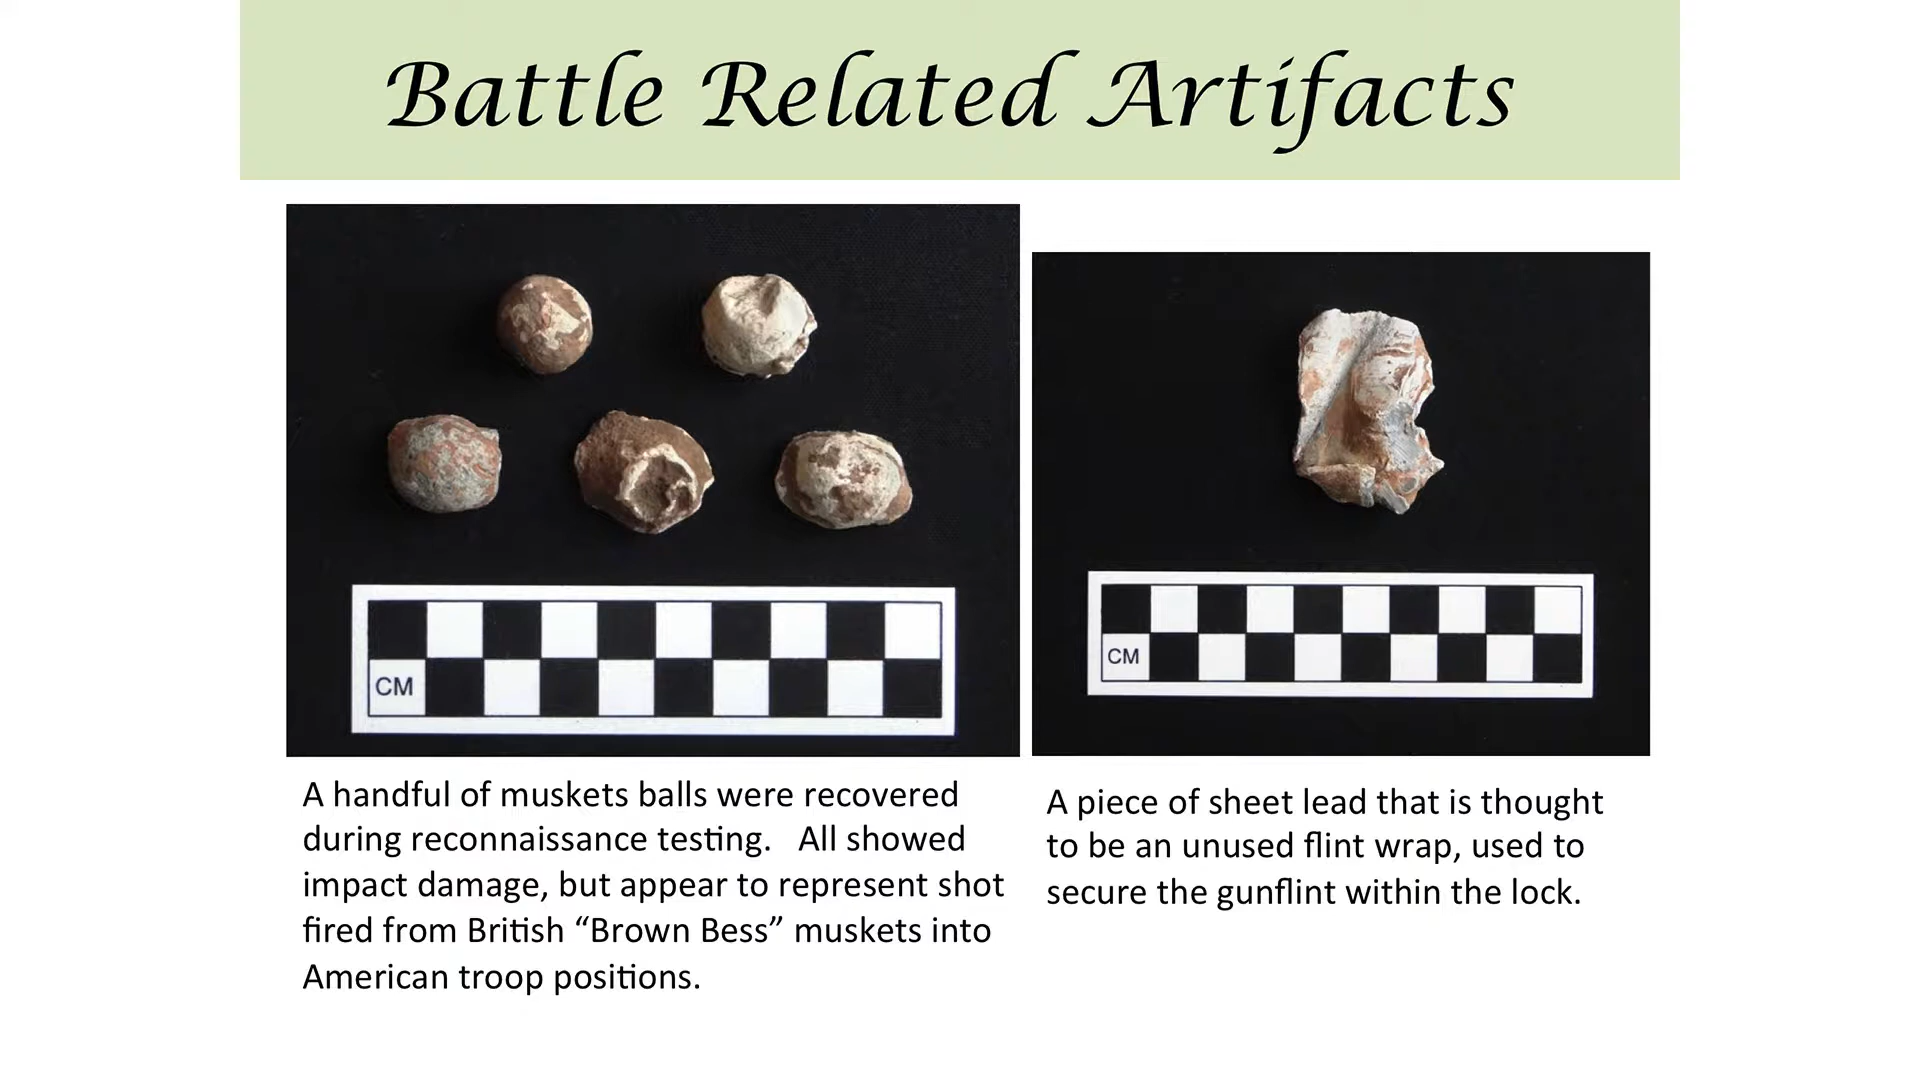 Battle Related Artifacts
CM
CM
A handful of muskets balls were recovered
during reconnaissance testing.   All showed
impact damage, but appear to represent shot
fired from British “Brown Bess” muskets into
American troop positions.
A piece of sheet lead that is thought
to be an unused flint wrap, used to
secure the gunflint within the lock.